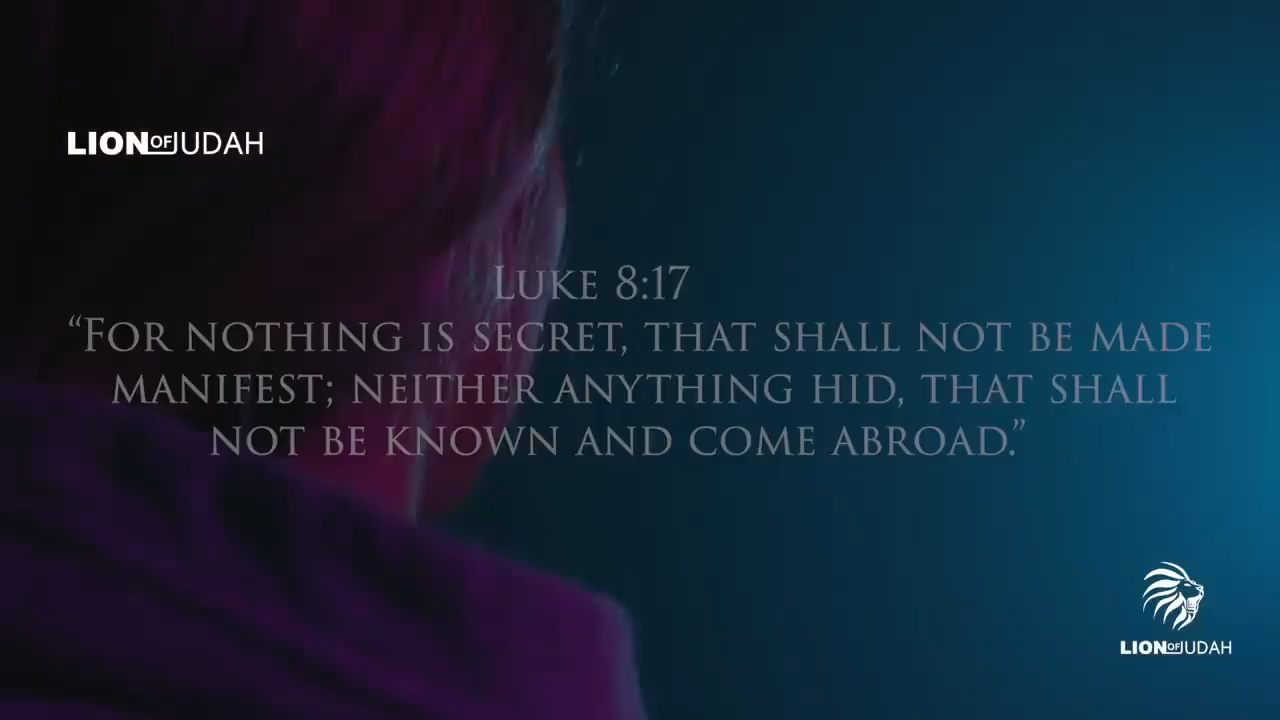 LION OF JUDAH
LUKE 8:17
“FOR NOTHING IS SECRET, THAT SHALL NOT BE MADE
MANIFEST; NEITHER ANYTHING HID, THAT SHALL
NOT BE KNOWN AND COME ABROAD.”
LION OF JUDAH